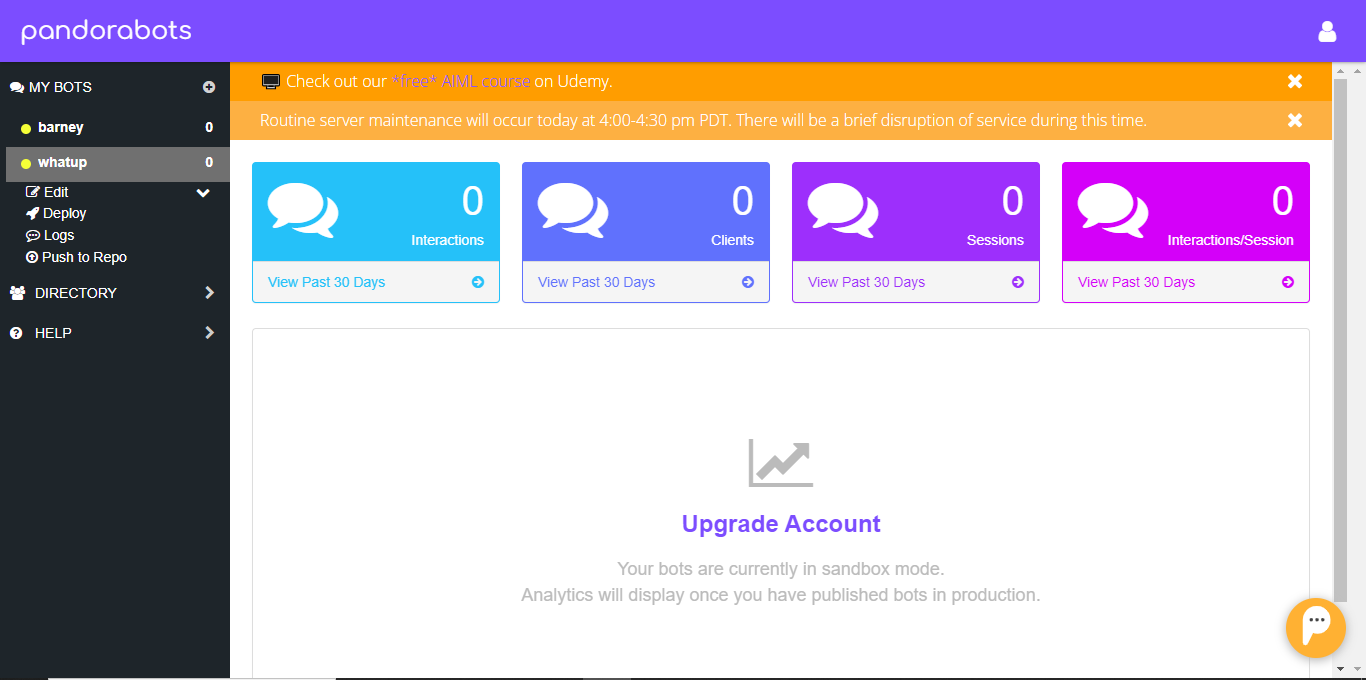 pandorabots
MY BOTS
barney 0
whatup 0
Edit
Deploy
Logs
Push to Repo
DIRECTORY
HELP
Check out our *free* AIML course on Udemy.
Routine server maintenance will occur today at 4:00-4:30 pm PDT. There will be a brief disruption of service during this time.
0
Interactions
View Past 30 Days
0
Clients
View Past 30 Days
0
Sessions
View Past 30 Days
0
Interactions/Session
View Past 30 Days
Upgrade Account
Your bots are currently in sandbox mode.
Analytics will display once you have published bots in production.